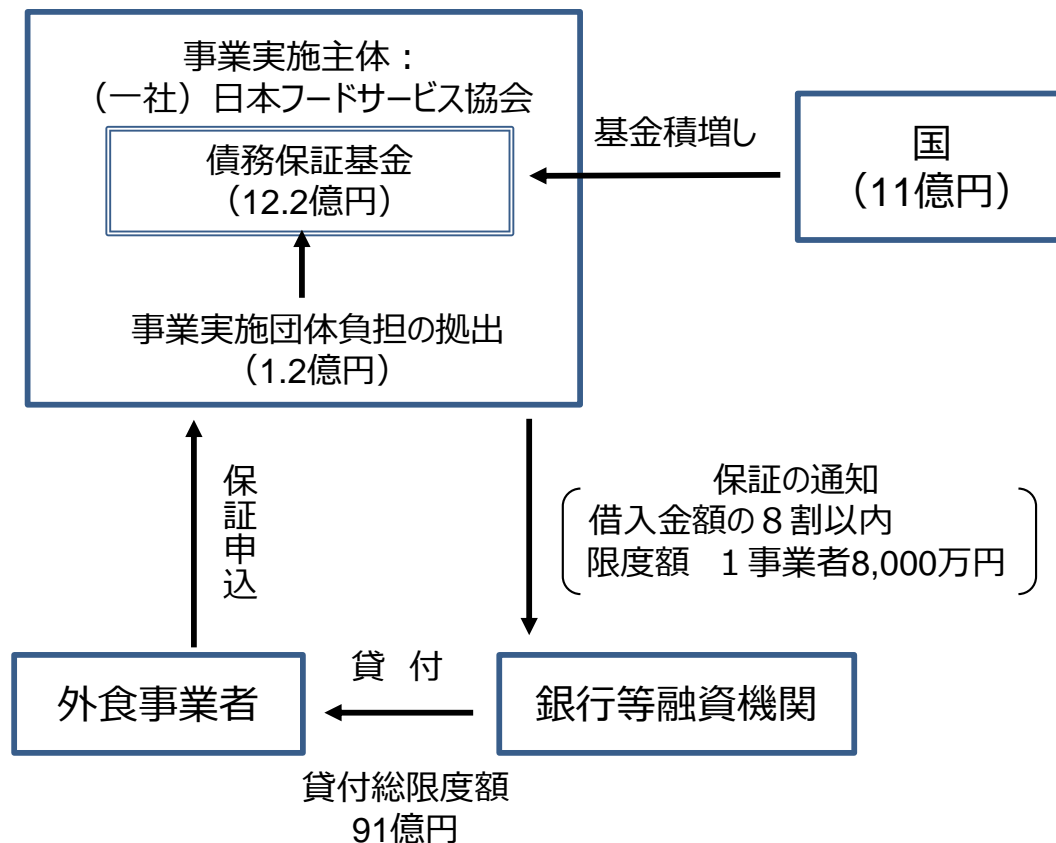 事業実施主体：
（一社）日本フードサービス協会
債務保証基金
（12.2億円）
基金積増し
国
（11億円）
事業実施団体負担の拠出
（1.2億円）
保証申込
保証の通知
借入金額の８割以内
限度額　１事業者8,000万円
外食事業者
貸　付
銀行等融資機関
貸付総限度額
91億円